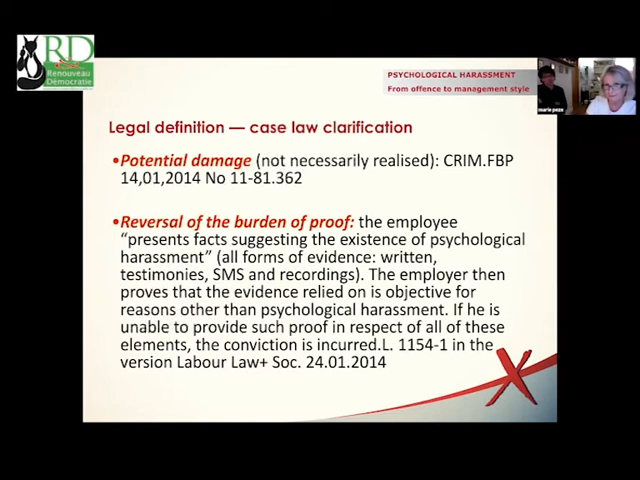 RD
Renouveau
Démocratie
PSYCHOLOGICAL HARASSMENT
From offence to management style
marie peze
Legal definition — case law clarification
•Potential damage (not necessarily realised): CRIM.FBP
14,01,2014 No 11-81.362
•Reversal of the burden of proof: the employee
“presents facts suggesting the existence of psychological
harassment” (all forms of evidence: written,
testimonies, SMS and recordings). The employer then
proves that the evidence relied on is objective for
reasons other than psychological harassment. If he is
unable to provide such proof in respect of all of these
elements, the conviction is incurred.L. 1154-1 in the
version Labour Law+ Soc. 24.01.2014